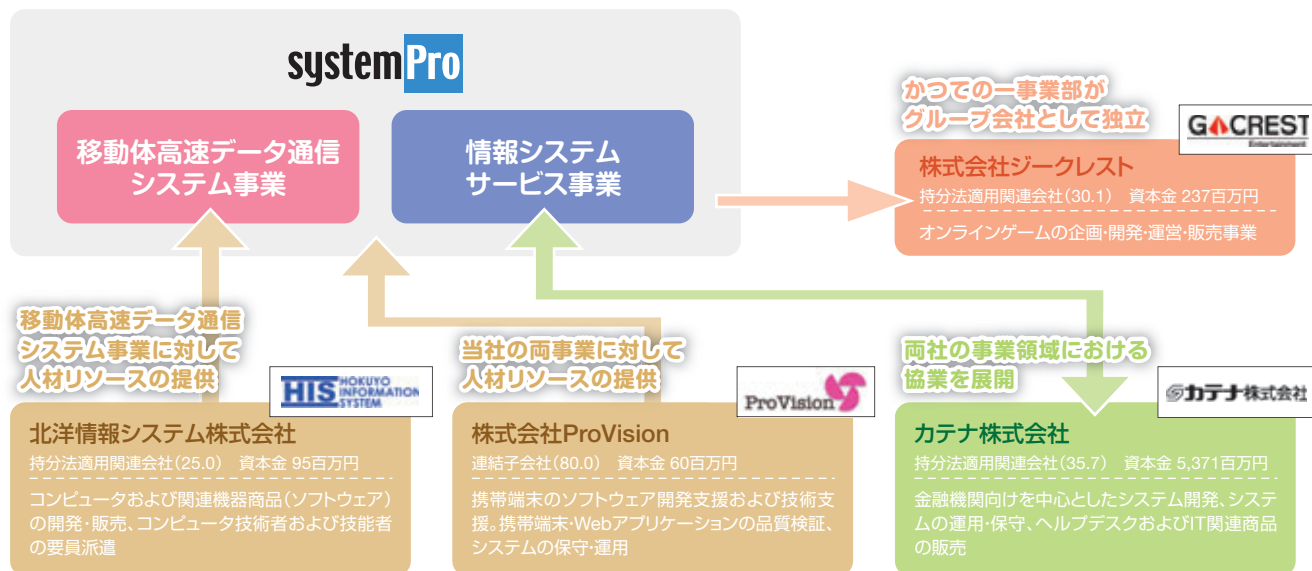 systemPro
移動体高速データ通信
システム事業
情報システム
サービス事業
かつての一事業部が
グループ会社として独立
G CREST
Entertainment
株式会社ジークレスト
持分法適用関連会社(30.1) 資本金 237百万円
オンラインゲームの企画・開発・運営・販売事業
移動体高速データ通信
システム事業に対して
人材リソースの提供
HIS HOKUYO
INFORMATION
SYSTEM
北洋情報システム株式会社
持分法適用関連会社(25.0) 資本金 95百万円
コンピュータおよび関連機器商品(ソフトウェア)
の開発・販売、コンピュータ技術者および技能者
の要員派遣
当社の両事業に対して
人材リソースの提供
ProVision
株式会社ProVision
連結子会社(80.0) 資本金 60百万円
携帯端末のソフトウェア開発支援および技術支
援。携帯端末・Webアプリケーションの品質検証、
システムの保守・運用
両社の事業領域における
協業を展開
カテナ株式会社
カテナ株式会社
持分法適用関連会社(35.7) 資本金 5,371百万円
金融機関向けを中心としたシステム開発、システ
ムの運用・保守、ヘルプデスクおよびIT関連商品
の販売